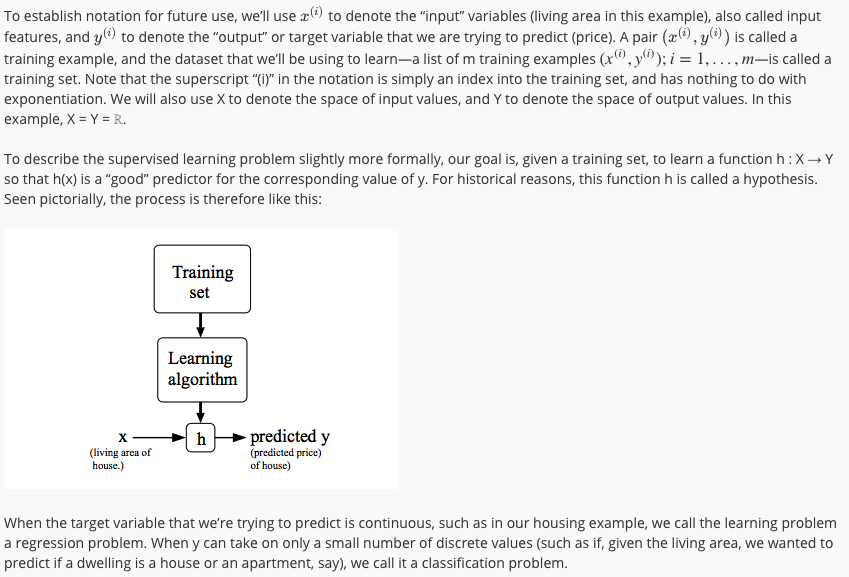 To establish notation for future use, we’ll use x⁽ⁱ⁾ to denote the “input” variables (living area in this example), also called input
features, and y⁽ⁱ⁾ to denote the “output” or target variable that we are trying to predict (price). A pair (x⁽ⁱ⁾, y⁽ⁱ⁾) is called a
training example, and the dataset that we’ll be using to learn—a list of m training examples (x⁽ⁱ⁾, y⁽ⁱ⁾); i = 1, . . . , m—is called a
training set. Note that the superscript “(i)” in the notation is simply an index into the training set, and has nothing to do with
exponentiation. We will also use X to denote the space of input values, and Y to denote the space of output values. In this
example, X = Y = ℝ.
To describe the supervised learning problem slightly more formally, our goal is, given a training set, to learn a function h : X → Y
so that h(x) is a “good” predictor for the corresponding value of y. For historical reasons, this function h is called a hypothesis.
Seen pictorially, the process is therefore like this:
Training
set
Learning
algorithm
x
h
predicted y
(living area of
house.)
(predicted price)
of house)
When the target variable that we’re trying to predict is continuous, such as in our housing example, we call the learning problem
a regression problem. When y can take on only a small number of discrete values (such as if, given the living area, we wanted to
predict if a dwelling is a house or an apartment, say), we call it a classification problem.